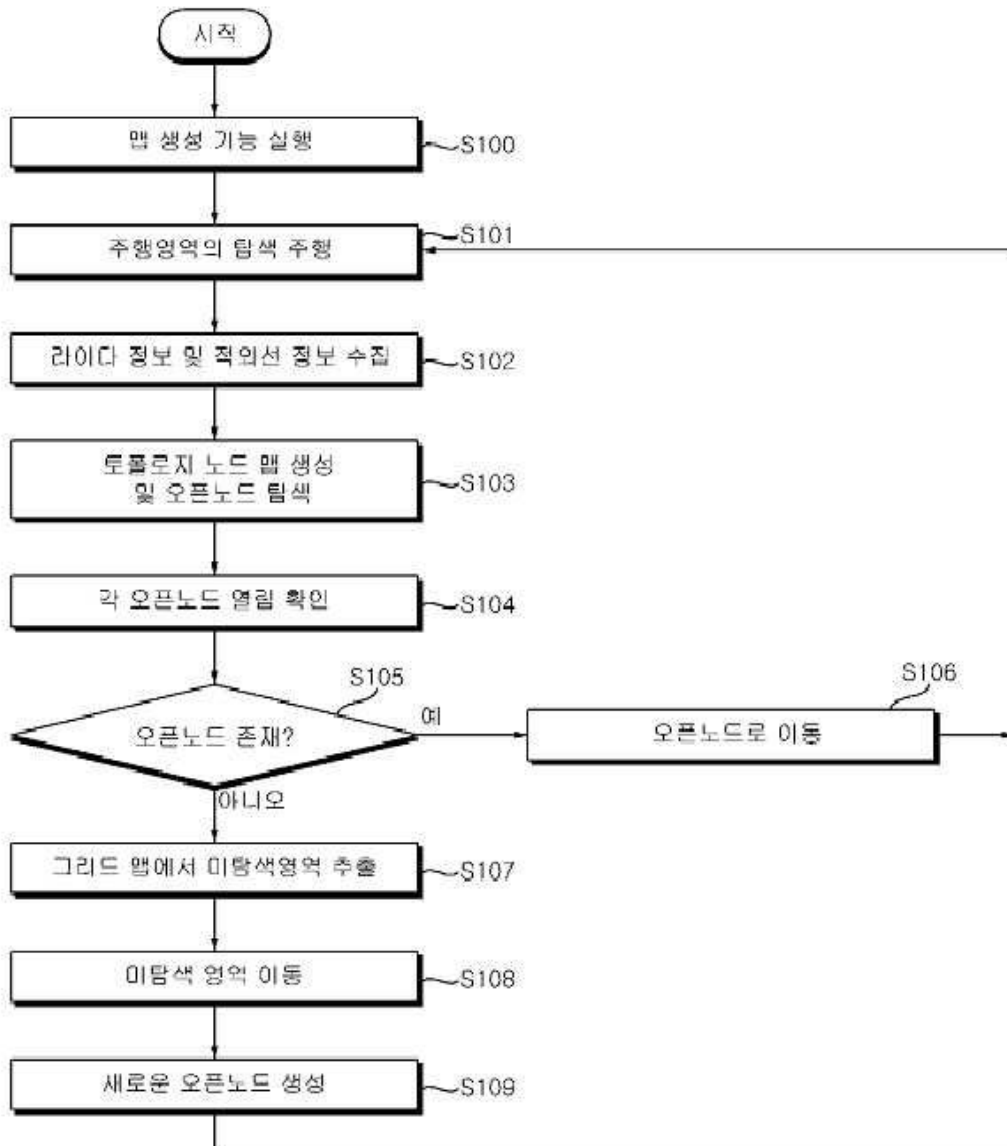 시작
맵 생성 기능 실행
S100
주행영역의 탐색 주행
S101
라이다 정보 및 적외선 정보 수집
S102
토폴로지 노드 맵 생성
및 오픈노드 탐색
S103
각 오픈노드 열림 확인
S104
S105
오픈노드 존재?
예
S106
오픈노드로 이동
아니오
그리드 맵에서 미탐색영역 추출
S107
미탐색 영역 이동
S108
새로운 오픈노드 생성
S109